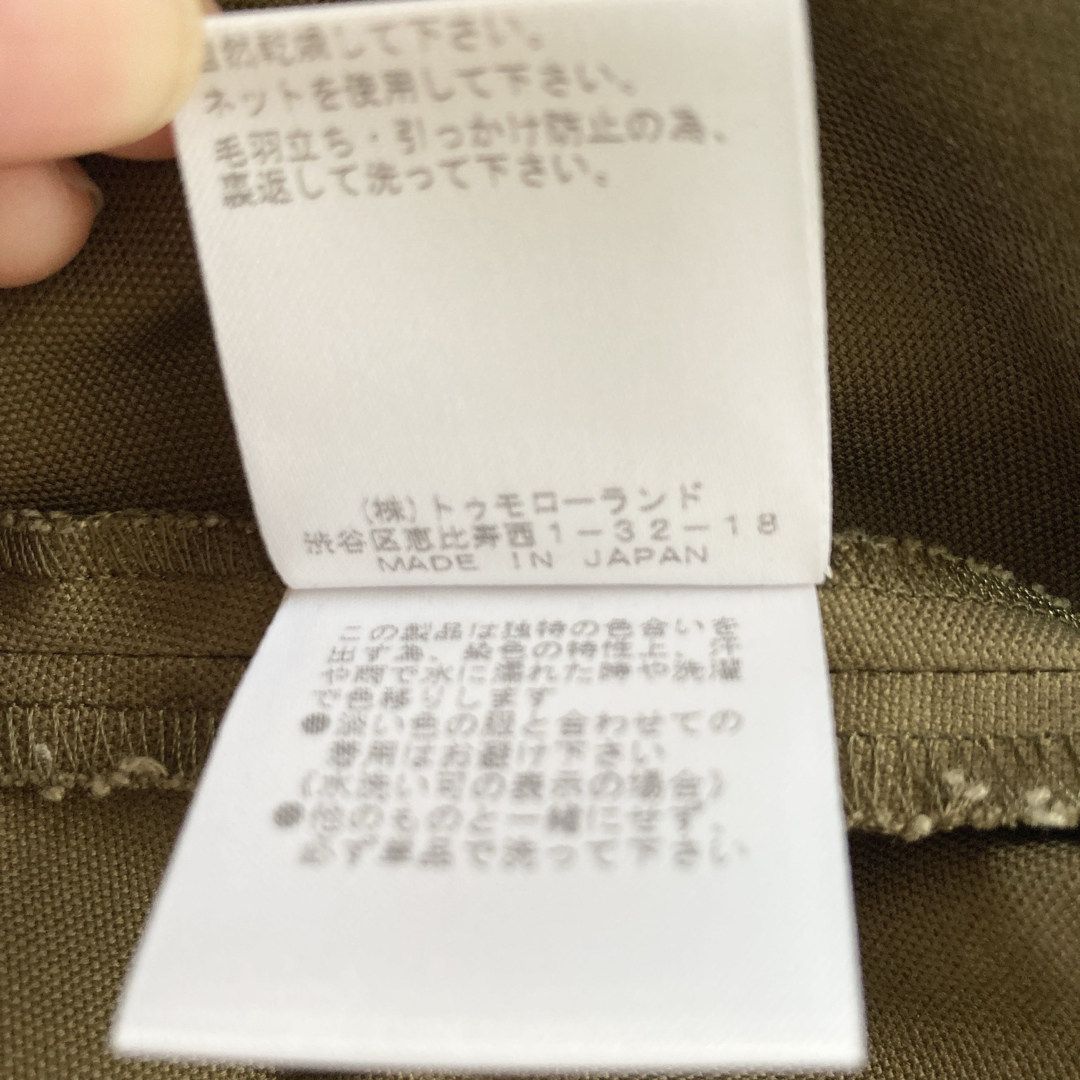 自然乾燥して下さい。
ネットを使用して下さい。
毛羽立ち・引っかけ防止の為、
裏返して洗って下さい。
(株)トゥモローランド
渋谷区恵比寿西1-32-18
MADE IN JAPAN
この製品は独特の色合いを
出す為、染色の特性上、汗
や雨で水に濡れた時や洗濯
で色移りします
●淡い色の服と合わせての
着用はお避け下さい
(水洗い可の表示の場合)
●他のものと一緒にせず、
必ず単品で洗って下さい